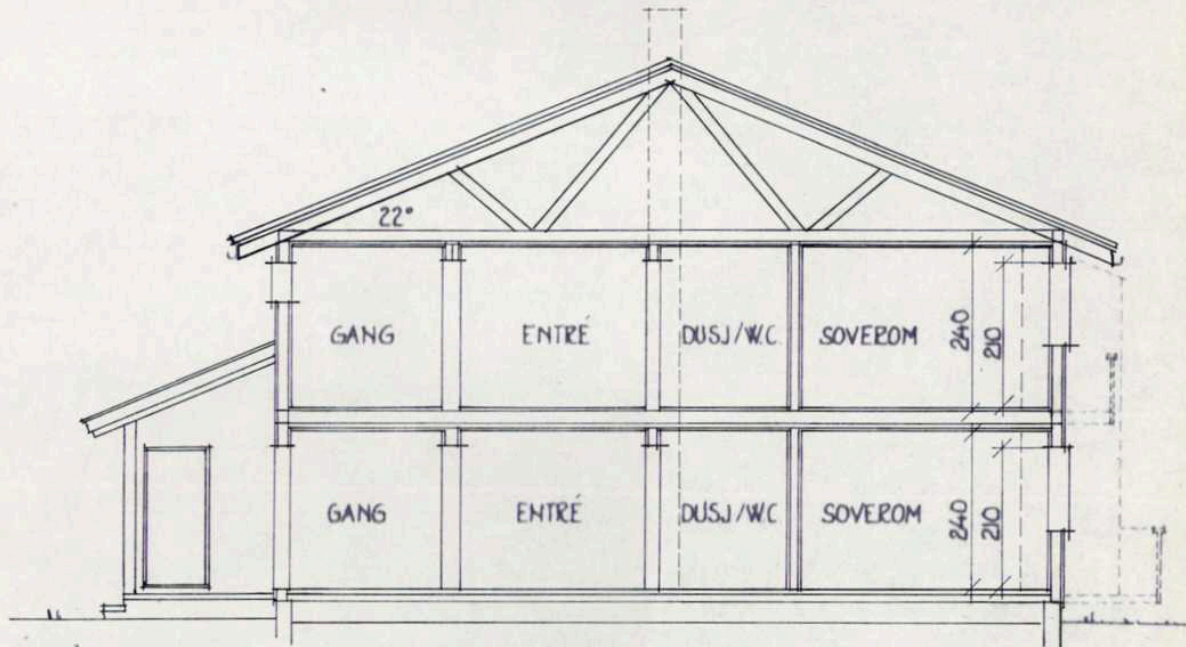 22°
GANG ENTRÉ DUSJ/W.C. SOVEROM 240 210
GANG ENTRÉ DUSJ/W.C SOVEROM 240 210